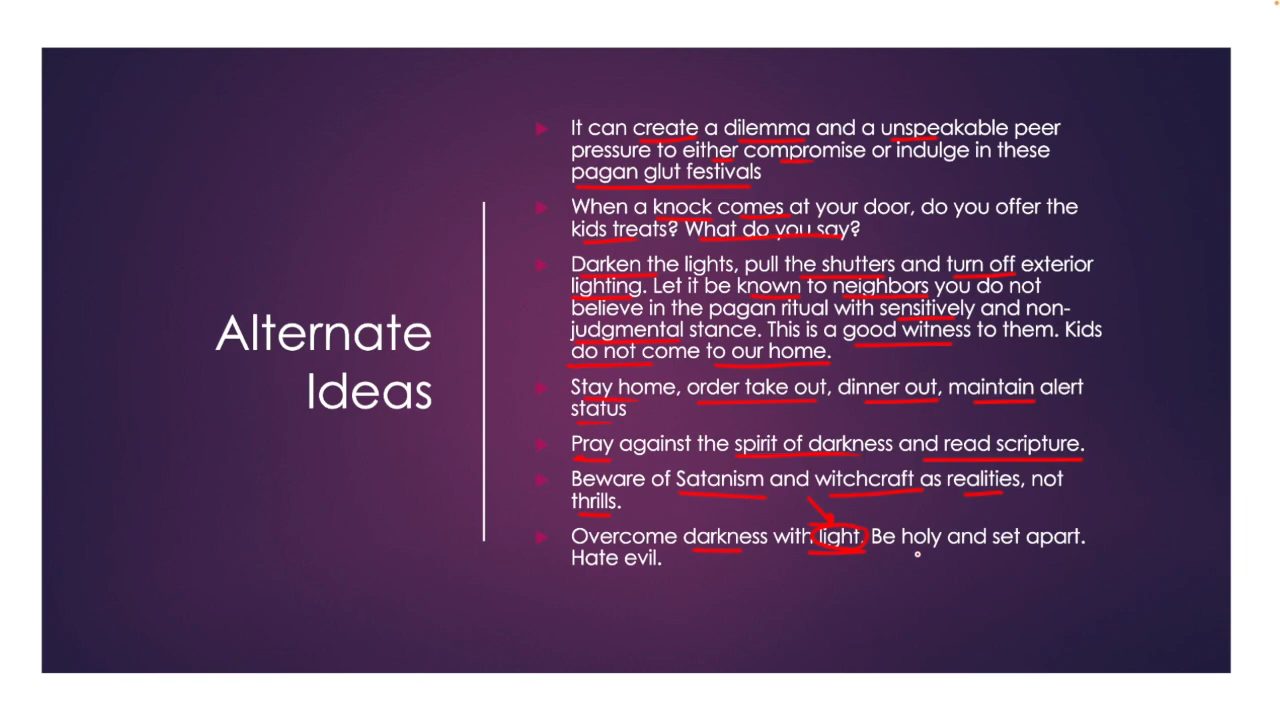 Alternate
Ideas
It can create a dilemma and a unspeakable peer
pressure to either compromise or indulge in these
pagan glut festivals
When a knock comes at your door, do you offer the
kids treats? What do you say?
Darken the lights, pull the shutters and turn off exterior
lighting. Let it be known to neighbors you do not
believe in the pagan ritual with sensitively and non-
judgmental stance. This is a good witness to them. Kids
do not come to our home.
Stay home, order take out, dinner out, maintain alert
status
Pray against the spirit of darkness and read scripture.
Beware of Satanism and witchcraft as realities, not
thrills.
Overcome darkness with light. Be holy and set apart.
Hate evil.